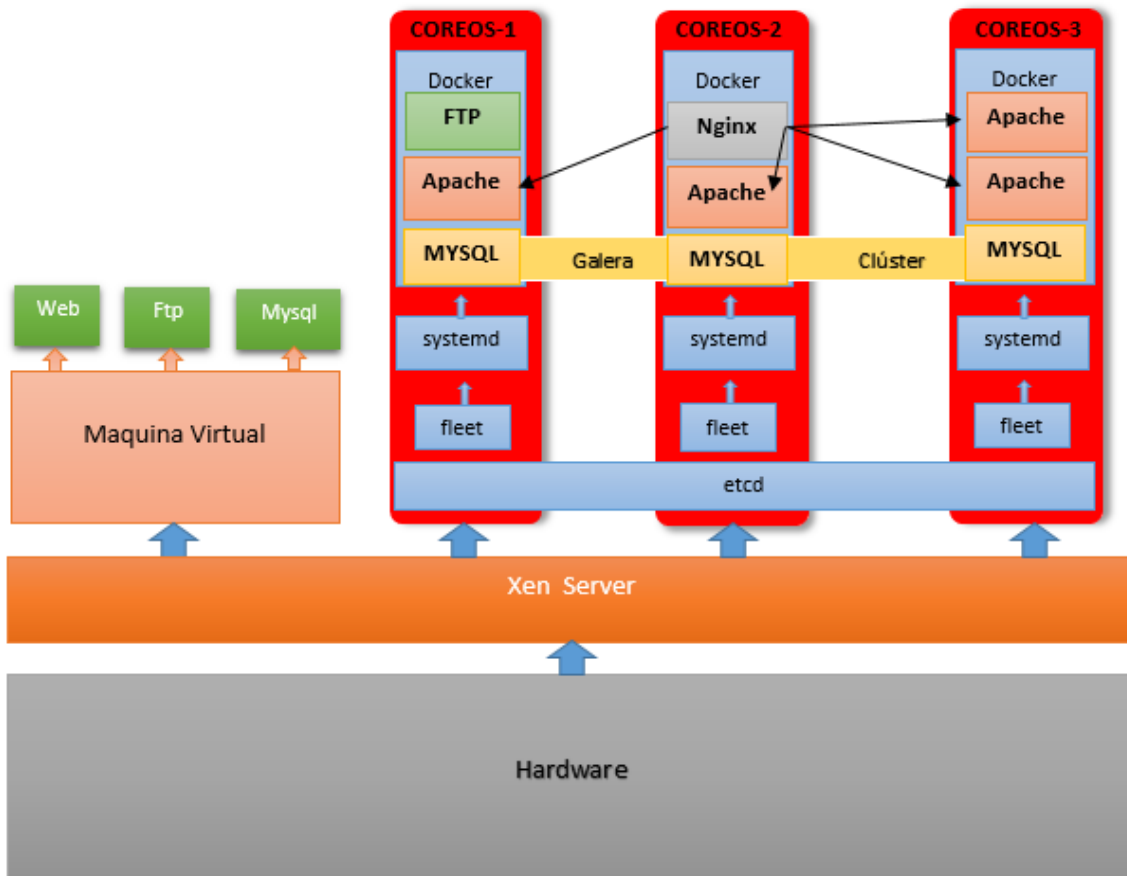 COREOS-1
COREOS-2
COREOS-3
Docker
Docker
Docker
FTP
Nginx
Apache
Apache
Apache
Apache
MYSQL
Galera
MYSQL
Clúster
MYSQL
Web
Ftp
Mysql
systemd
systemd
systemd
Maquina Virtual
fleet
fleet
fleet
etcd
Xen Server
Hardware